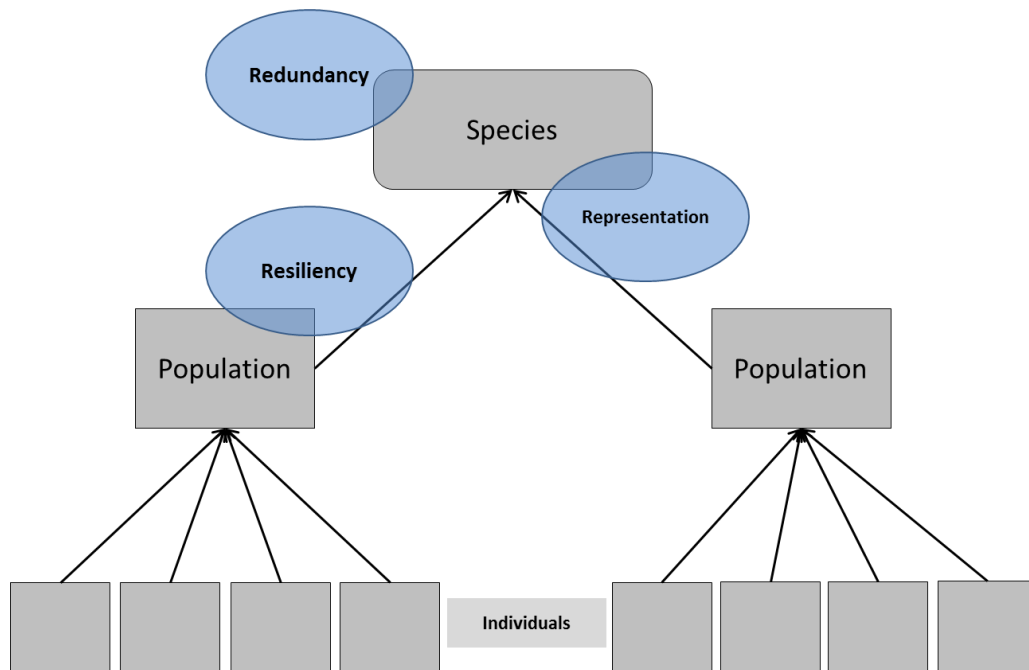 Redundancy
Species
Representation
Resiliency
Population
Population
Individuals